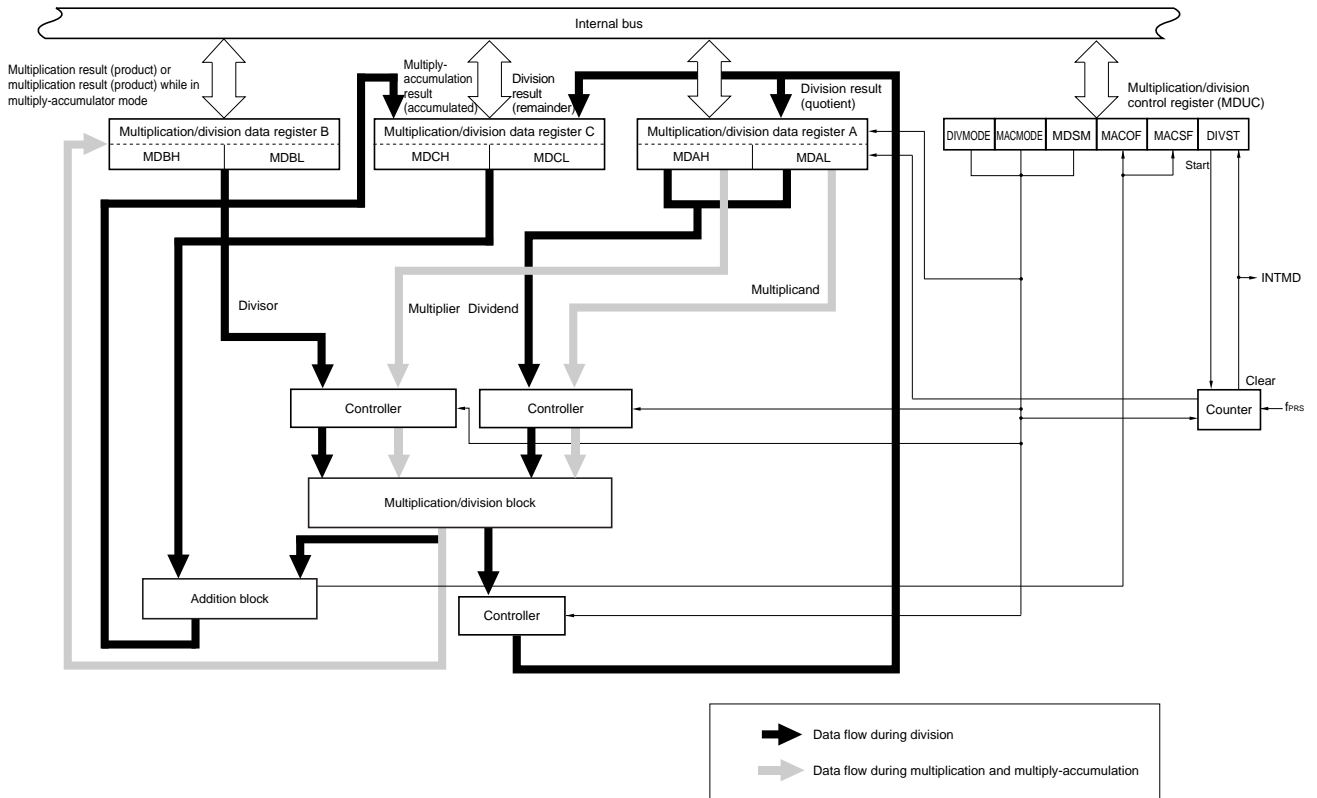 Internal bus
Multiplication result (product) or
multiplication result (product) while in
multiply-accumulator mode
Multiply-
accumulation
result
(accumulated)
Division
result
(remainder)
Division result
(quotient)
Multiplication/division
control register (MDUC)
Multiplication/division data register B
MDBH
MDBL
Multiplication/division data register C
MDCH
MDCL
Multiplication/division data register A
MDAH
MDAL
DIVMODE
MACMODE
MDSM
MACOF
MACSF
DIVST
Start
INTMD
Divisor
Multiplier
Dividend
Multiplicand
Clear
Controller
Controller
Counter
fPRS
Multiplication/division block
Addition block
Controller
Data flow during division
Data flow during multiplication and multiply-accumulation